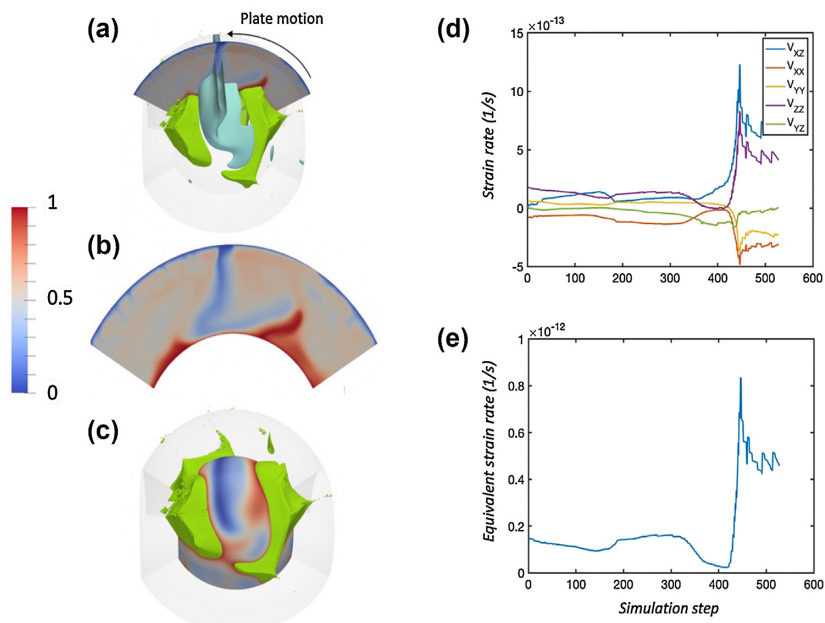 (a)
Plate motion
1
0.5
0
(b)
(c)
(d)
×10⁻¹³
15
10
5
0
-5
Strain rate (1/s)
V_XZ
V_XX
V_YY
V_ZZ
V_YZ
0 100 200 300 400 500 600
(e)
×10⁻¹²
1
0.8
0.6
0.4
0.2
0
Equivalent strain rate (1/s)
0 100 200 300 400 500 600
Simulation step